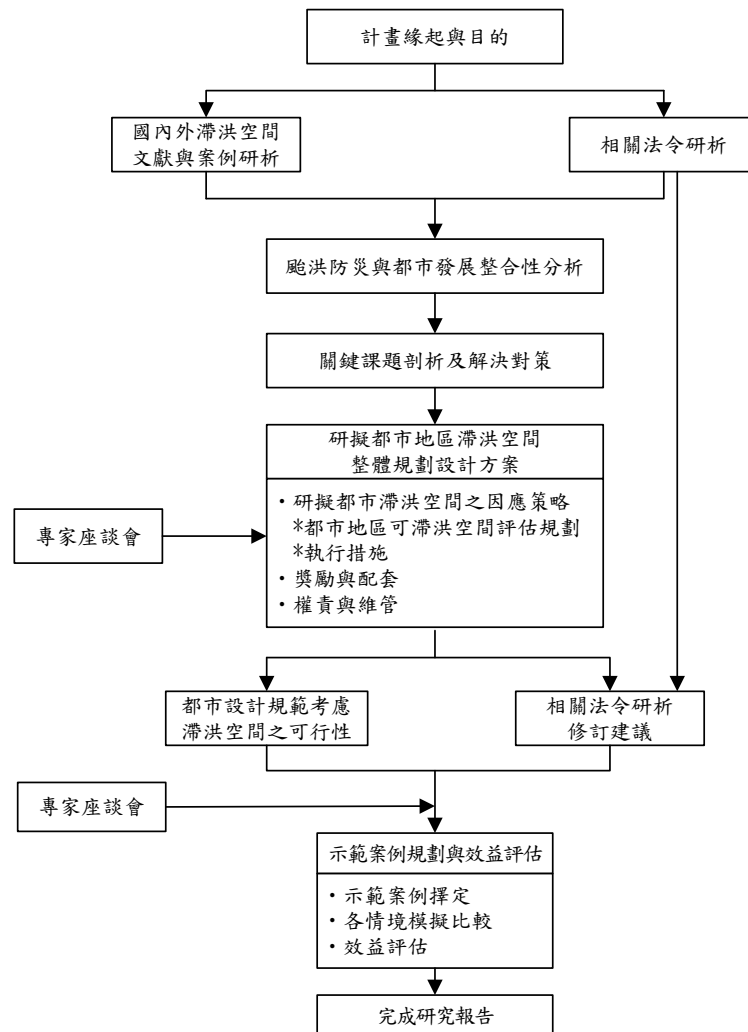 計畫緣起與目的
國內外滯洪空間
文獻與案例研析
相關法令研析
颱洪防災與都市發展整合性分析
關鍵課題剖析及解決對策
研擬都市地區滯洪空間
整體規劃設計方案
・研擬都市滯洪空間之因應策略
*都市地區可滯洪空間評估規劃
*執行措施
・獎勵與配套
・權責與維管
專家座談會
都市設計規範考慮
滯洪空間之可行性
相關法令研析
修訂建議
專家座談會
示範案例規劃與效益評估
・示範案例擇定
・各情境模擬比較
・效益評估
完成研究報告